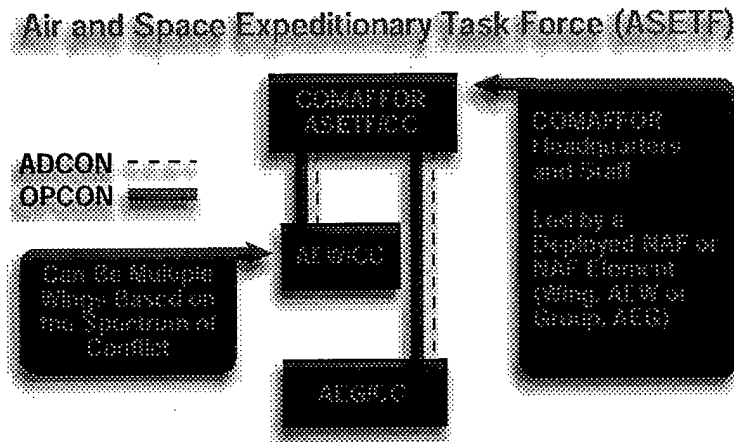 Air and Space Expeditionary Task Force (ASETF)
COMAFFOR
ASETF/CC
ADCON
OPCON
AEW/CC
Can Be Multiple
Wings Based on
the Spectrum of
Conflict
AEG/CC
COMAFFOR
Headquarters
and Staff
Led by a
Deployed NAF or
NAF Element
(Wing, AEW or
Group, AEG)